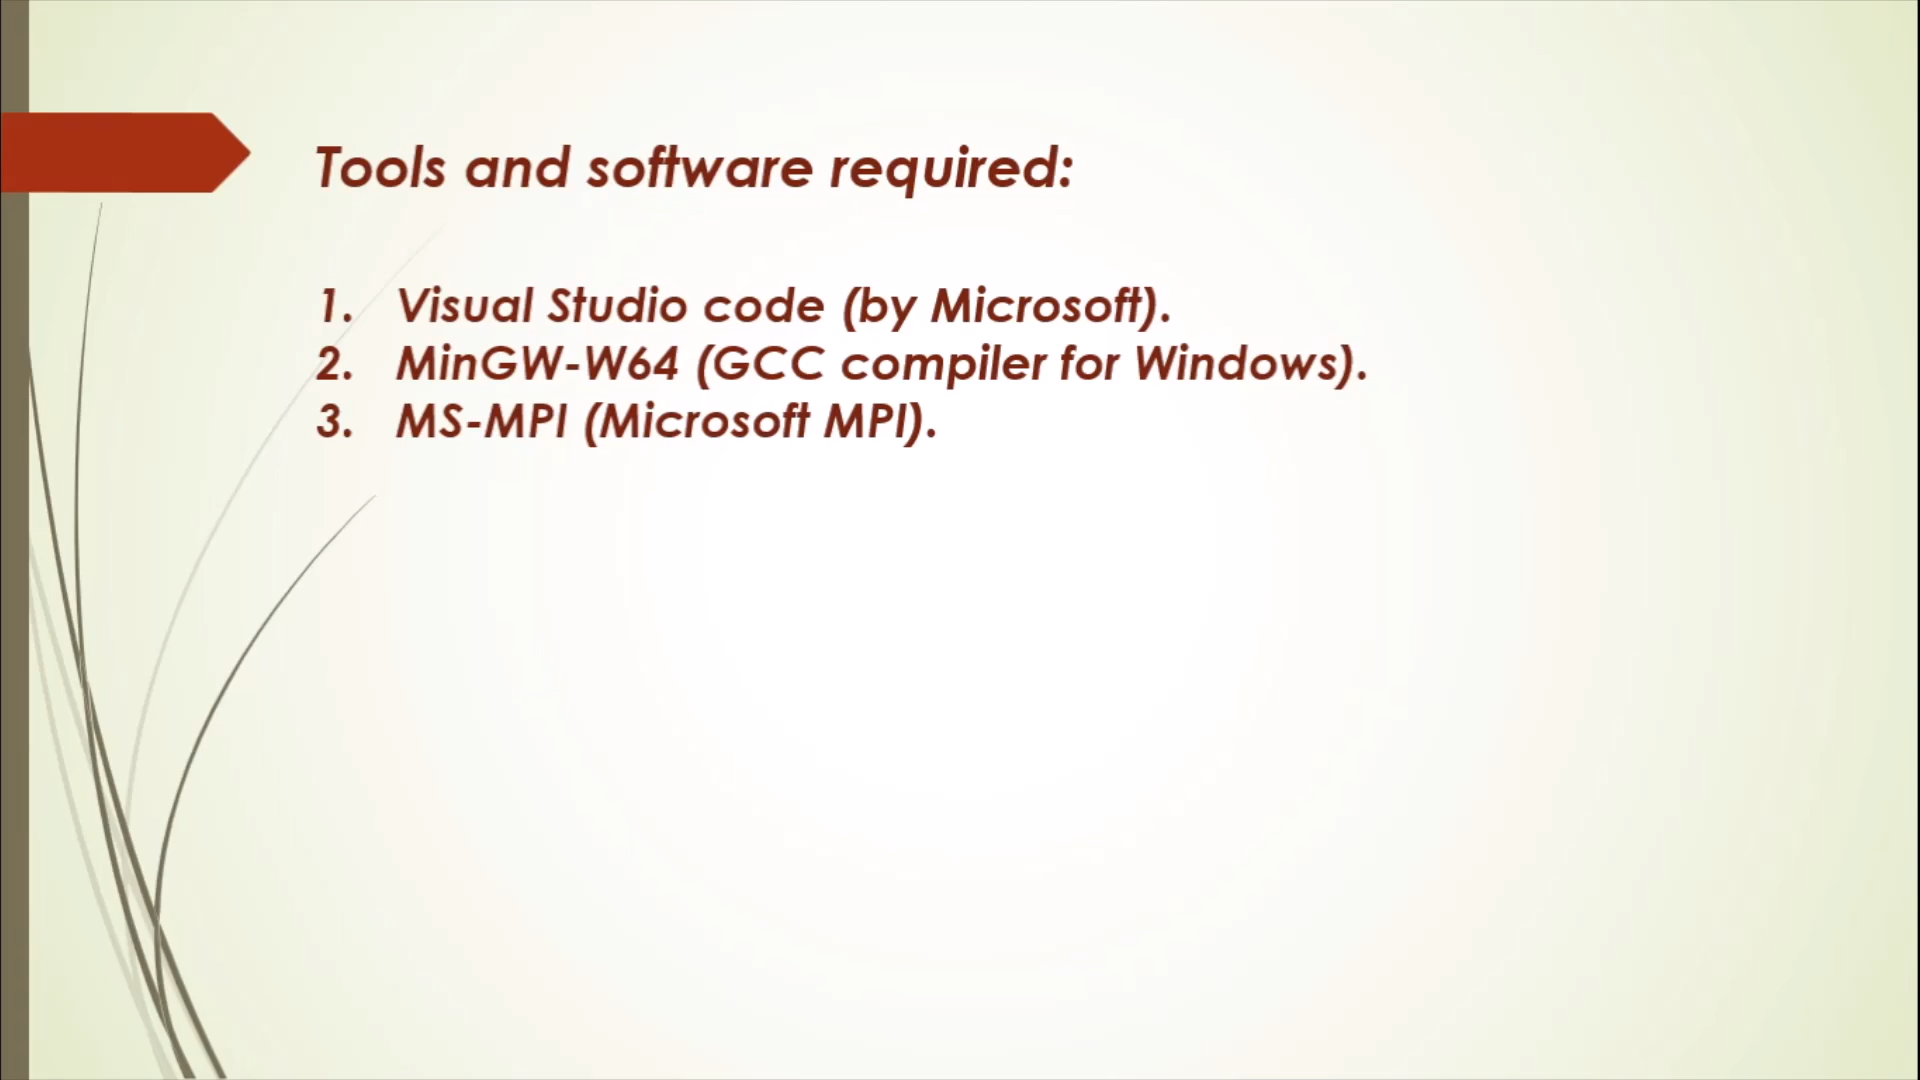 Tools and software required:
1. Visual Studio code (by Microsoft).
2. MinGW-W64 (GCC compiler for Windows).
3. MS-MPI (Microsoft MPI).